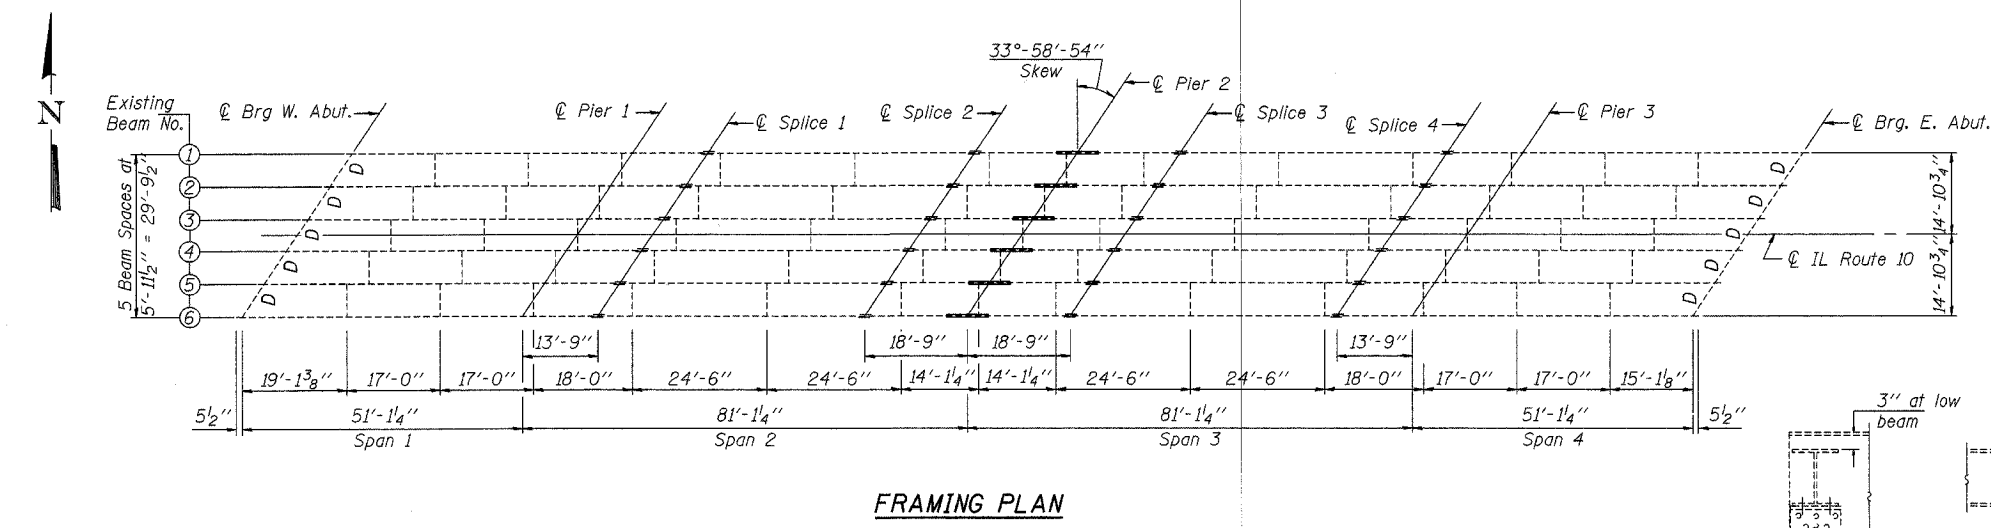 N
Existing
Beam No.
℄ Brg W. Abut.
℄ Pier 1
℄ Splice 1
℄ Splice 2
33°-58'-54"
Skew
℄ Pier 2
℄ Splice 3
℄ Splice 4
℄ Pier 3
℄ Brg. E. Abut.
1
2
3
4
5
6
5 Beam Spaces at
5'-11½" = 29'-9½"
D
D
D
D
D
D
D
D
D
D
14'-10¾"
14'-10¾"
℄ IL Route 10
13'-9"
18'-9"
18'-9"
13'-9"
19'-1⅜"
17'-0"
17'-0"
18'-0"
24'-6"
24'-6"
14'-1¼"
14'-1¼"
24'-6"
24'-6"
18'-0"
17'-0"
17'-0"
15'-1⅛"
5½"
51'-1¼"
81'-1¼"
81'-1¼"
51'-1¼"
5½"
Span 1
Span 2
Span 3
Span 4
3" at low
beam
FRAMING PLAN